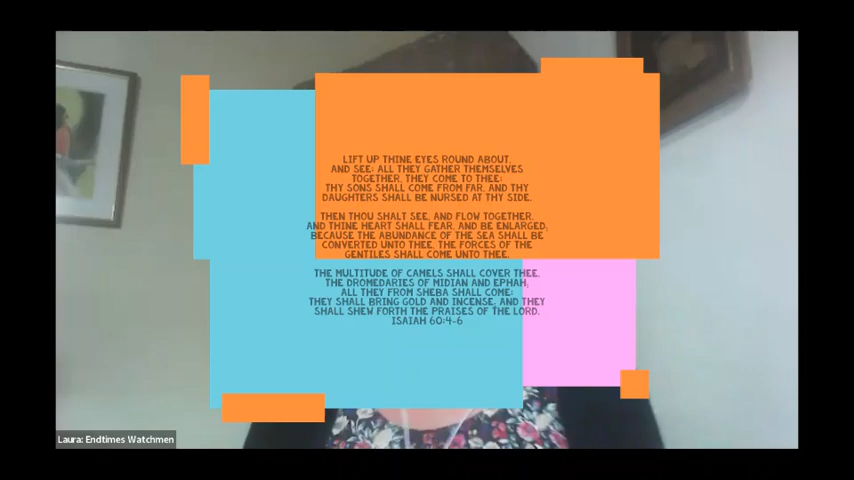 LIFT UP THINE EYES ROUND ABOUT,
AND SEE: ALL THEY GATHER THEMSELVES
TOGETHER, THEY COME TO THEE:
THY SONS SHALL COME FROM FAR, AND THY
DAUGHTERS SHALL BE NURSED AT THY SIDE.
THEN THOU SHALT SEE, AND FLOW TOGETHER,
AND THINE HEART SHALL FEAR, AND BE ENLARGED;
BECAUSE THE ABUNDANCE OF THE SEA SHALL BE
CONVERTED UNTO THEE, THE FORCES OF THE
GENTILES SHALL COME UNTO THEE.
THE MULTITUDE OF CAMELS SHALL COVER THEE,
THE DROMEDARIES OF MIDIAN AND EPHAH;
ALL THEY FROM SHEBA SHALL COME:
THEY SHALL BRING GOLD AND INCENSE; AND THEY
SHALL SHEW FORTH THE PRAISES OF THE LORD.
ISAIAH 60:4-6
Laura: Endtimes Watchmen